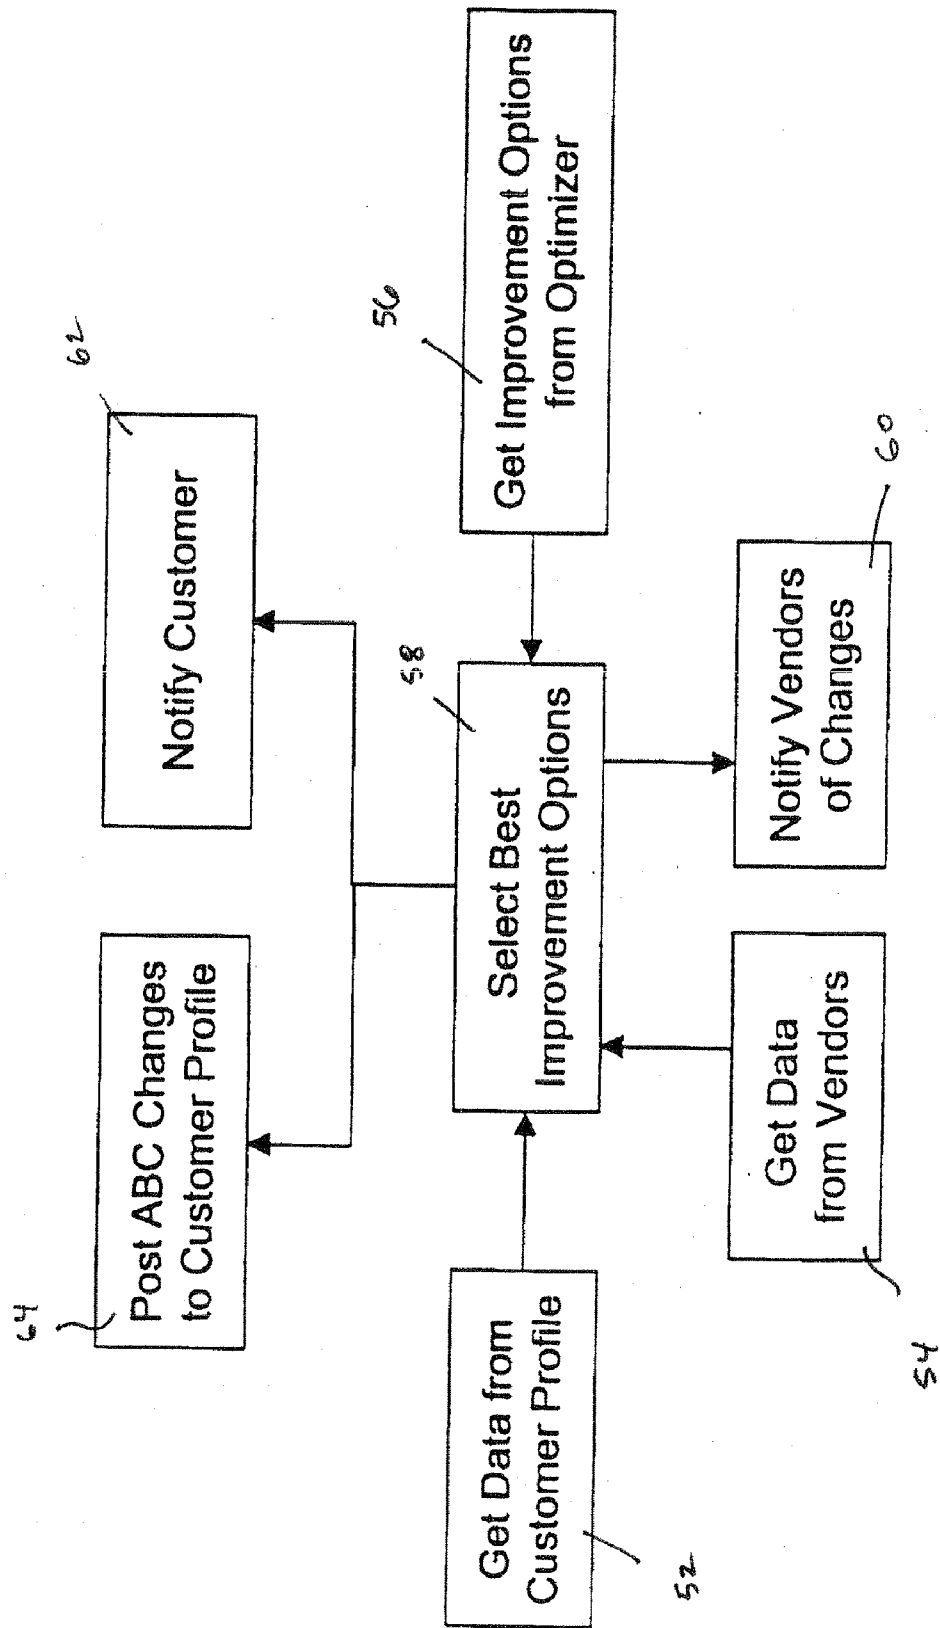 64
Post ABC Changes
to Customer Profile
62
Notify Customer
52
Get Data from
Customer Profile
58
Select Best
Improvement Options
56
Get Improvement Options
from Optimizer
54
Get Data
from Vendors
60
Notify Vendors
of Changes